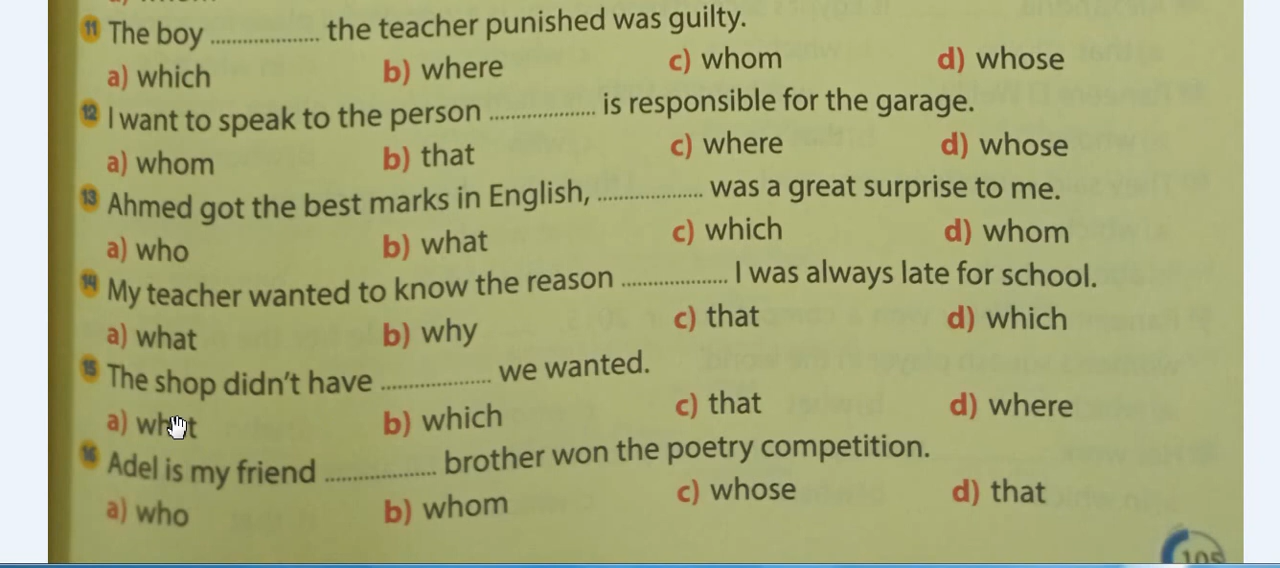 11 The boy .................... the teacher punished was guilty.
a) which b) where c) whom d) whose
12 I want to speak to the person .................... is responsible for the garage.
a) whom b) that c) where d) whose
13 Ahmed got the best marks in English, .................... was a great surprise to me.
a) who b) what c) which d) whom
14 My teacher wanted to know the reason .................... I was always late for school.
a) what b) why c) that d) which
15 The shop didn't have .................... we wanted.
a) what b) which c) that d) where
16 Adel is my friend .................... brother won the poetry competition.
a) who b) whom c) whose d) that
105